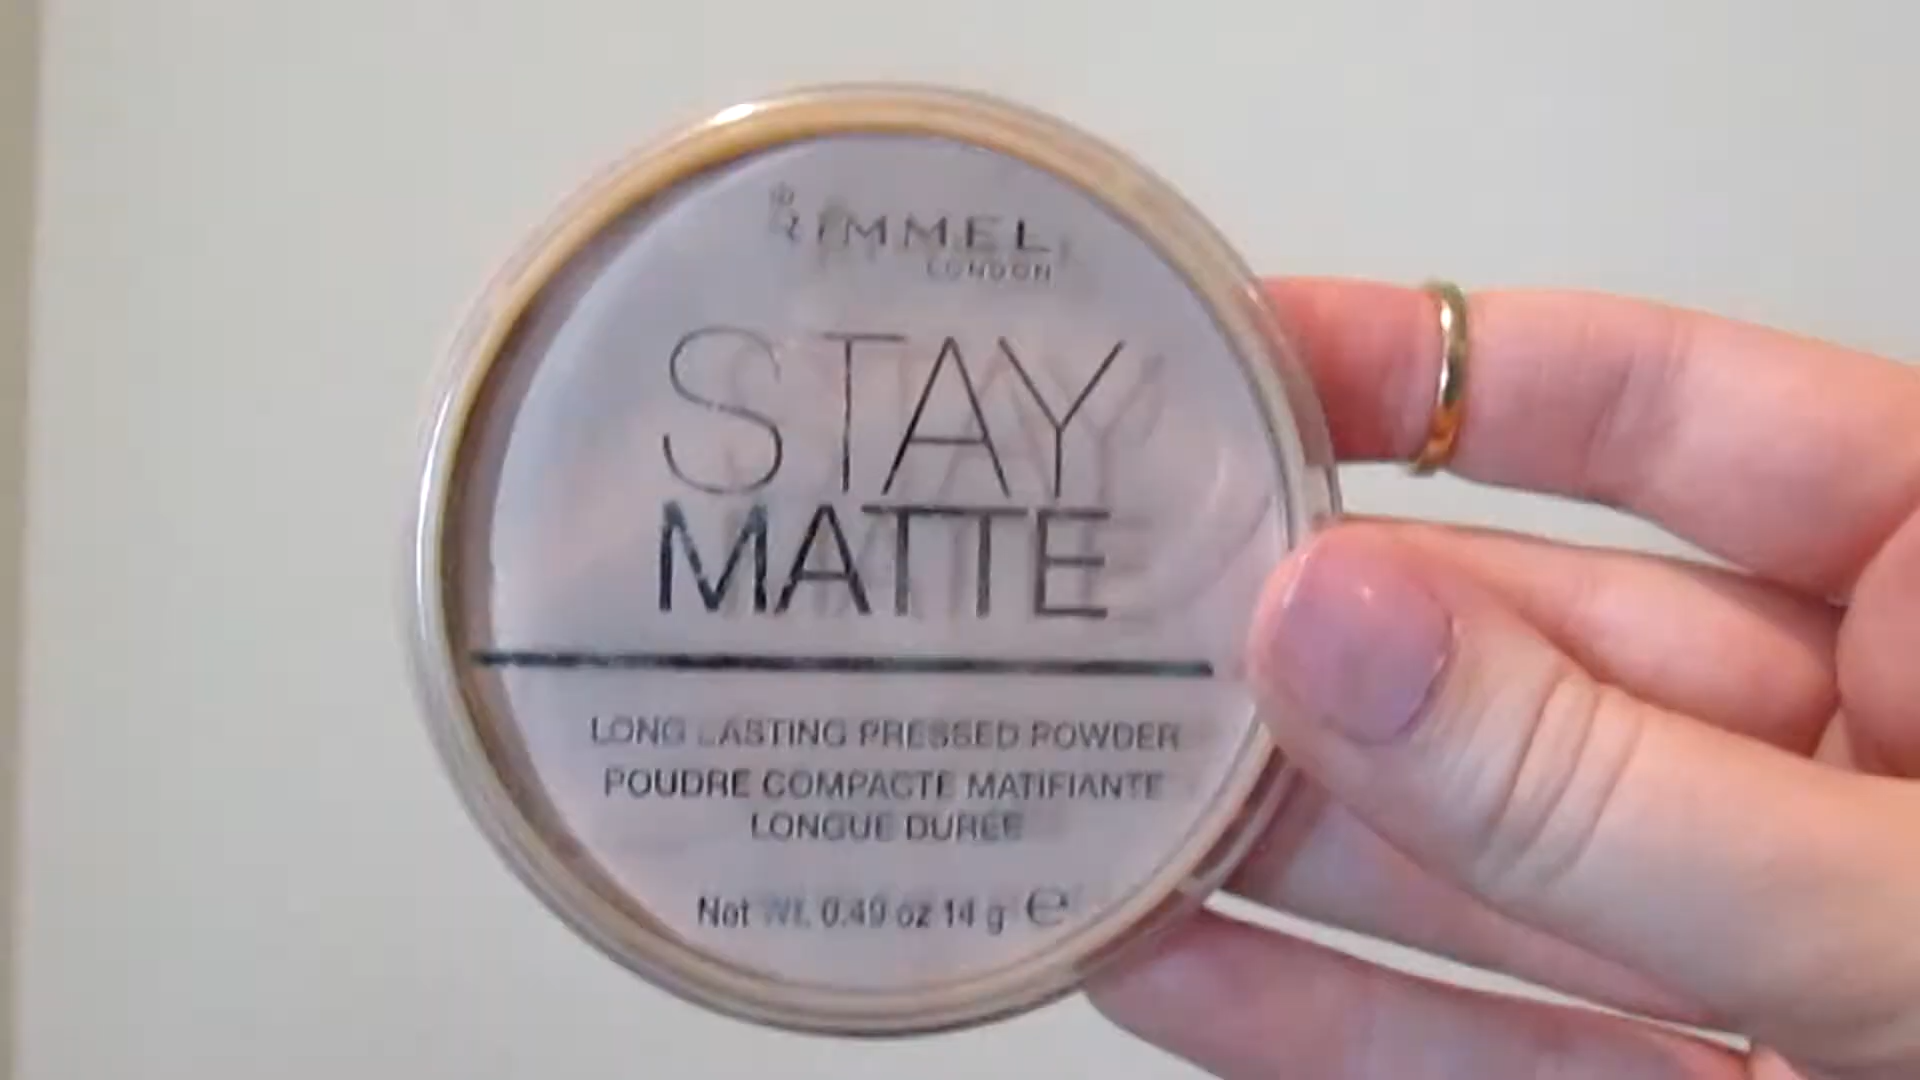 RIMMEL
LONDON
STAY
MATTE
LONG LASTING PRESSED POWDER
POUDRE COMPACTE MATIFIANTE
LONGUE DURÉE
Net Wt. 0.49 oz 14 g ℮